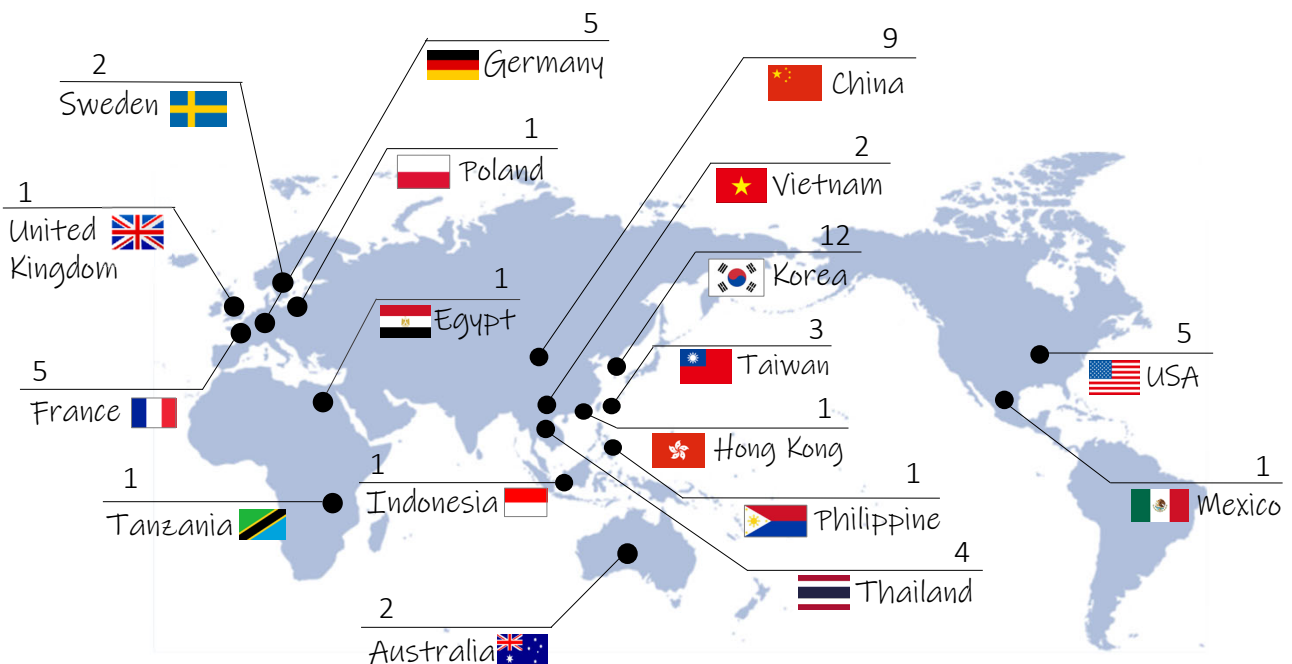 5
Germany
9
China
2
Sweden
1
Poland
2
Vietnam
1
United
Kingdom
12
Korea
1
Egypt
3
Taiwan
5
USA
5
France
1
Hong Kong
1
Indonesia
1
Tanzania
1
Philippine
1
Mexico
4
Thailand
2
Australia